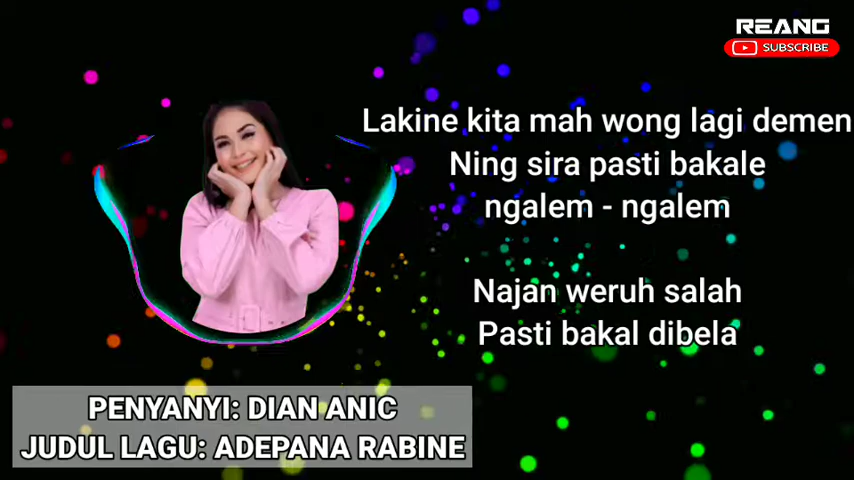 REANG
SUBSCRIBE
Lakine kita mah wong lagi demen
Ning sira pasti bakale
ngalem - ngalem
Najan weruh salah
Pasti bakal dibela
PENYANYI: DIAN ANIC
JUDUL LAGU: ADEPANA RABINE